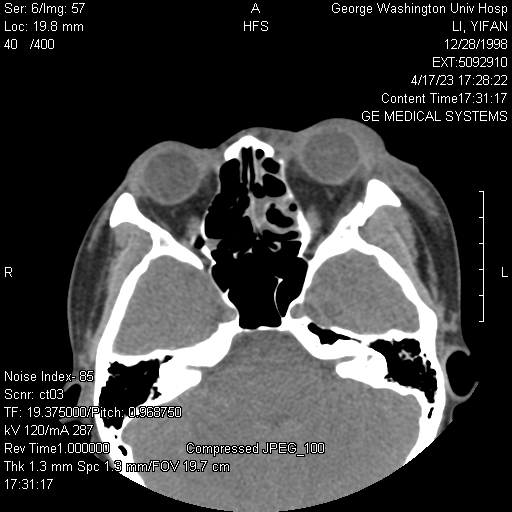 Ser: 6/Img: 57
Loc: 19.8 mm
40 /400
A
HFS
George Washington Univ Hosp
LI, YIFAN
12/28/1998
EXT:5092910
4/17/23 17:28:22
Content Time17:31:17
GE MEDICAL SYSTEMS
R
L
Noise Index- 85
Scnr: ct03
TF: 19.375000/Pitch: 0.968750
kV 120/mA 287
Rev Time1.000000
Compressed JPEG_100
Thk 1.3 mm Spc 1.3 mm/FOV 19.7 cm
17:31:17